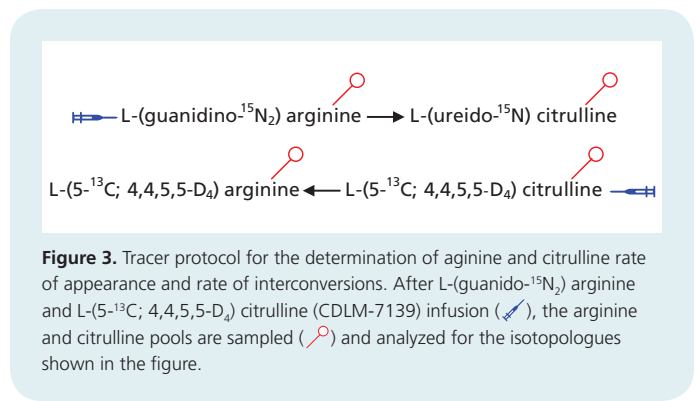 L-(guanidino-¹⁵N₂) arginine → L-(ureido-¹⁵N) citrulline
L-(5-¹³C; 4,4,5,5-D₄) arginine ← L-(5-¹³C; 4,4,5,5-D₄) citrulline
Figure 3. Tracer protocol for the determination of aginine and citrulline rate
of appearance and rate of interconversions. After L-(guanido-¹⁵N₂) arginine
and L-(5-¹³C; 4,4,5,5-D₄) citrulline (CDLM-7139) infusion ( ), the arginine
and citrulline pools are sampled ( ) and analyzed for the isotopologues
shown in the figure.